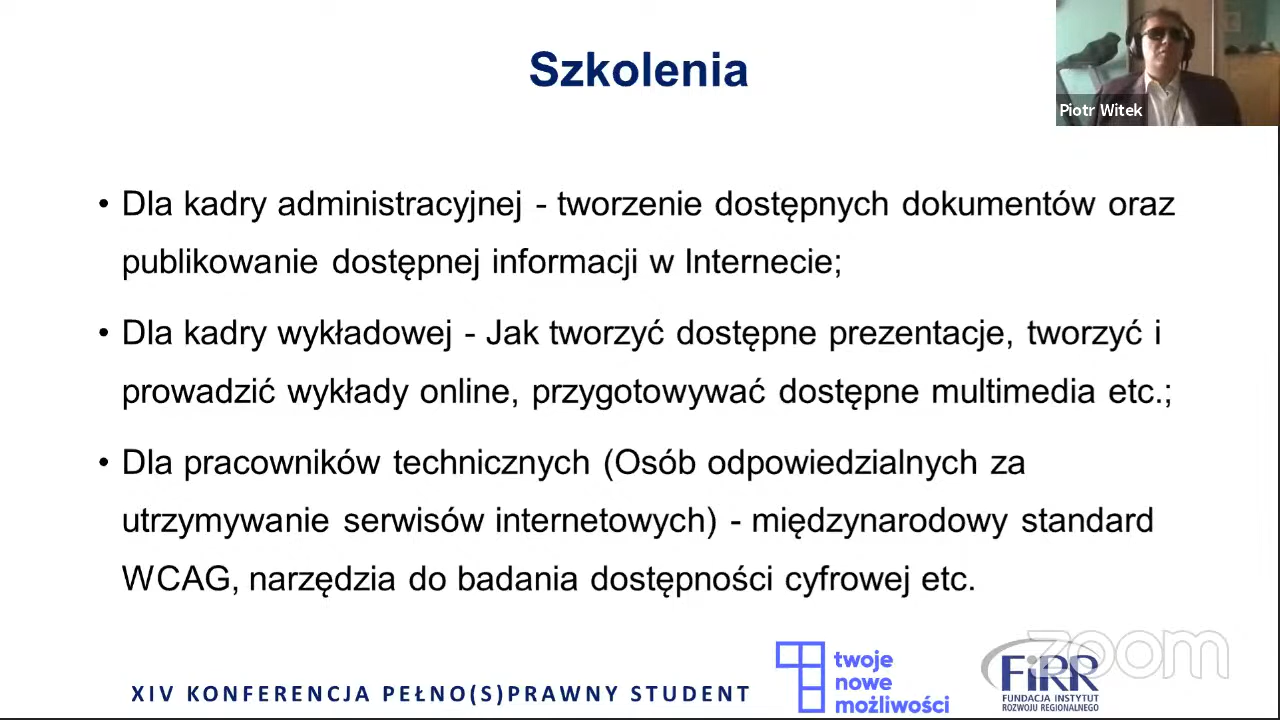 Szkolenia
Piotr Witek
• Dla kadry administracyjnej - tworzenie dostępnych dokumentów oraz
publikowanie dostępnej informacji w Internecie;
• Dla kadry wykładowej - Jak tworzyć dostępne prezentacje, tworzyć i
prowadzić wykłady online, przygotowywać dostępne multimedia etc.;
• Dla pracowników technicznych (Osób odpowiedzialnych za
utrzymywanie serwisów internetowych) - międzynarodowy standard
WCAG, narzędzia do badania dostępności cyfrowej etc.
XIV KONFERENCJA PEŁNO(S)PRAWNY STUDENT
twoje
nowe
możliwości
FiRR
FUNDACJA INSTYTUT
ROZWOJU REGIONALNEGO
zoom